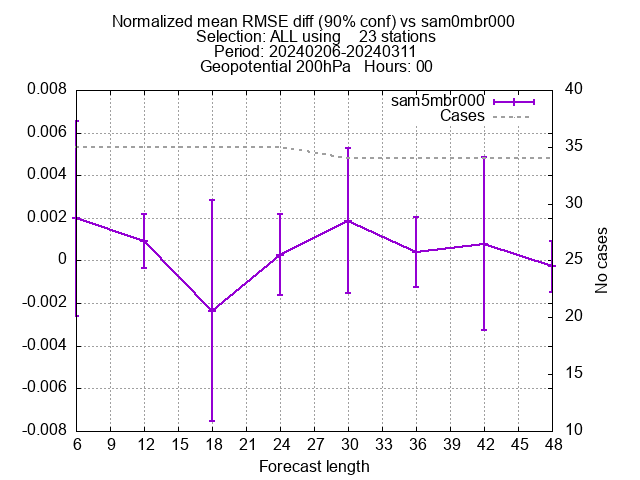 Normalized mean RMSE diff (90% conf) vs sam0mbr000
Selection: ALL using    23 stations
Period: 20240206-20240311
Geopotential 200hPa   Hours: 00
sam5mbr000
Cases
0.008
0.006
0.004
0.002
0
-0.002
-0.004
-0.006
-0.008
40
35
30
25
20
15
10
No cases
6 9 12 15 18 21 24 27 30 33 36 39 42 45 48
Forecast length